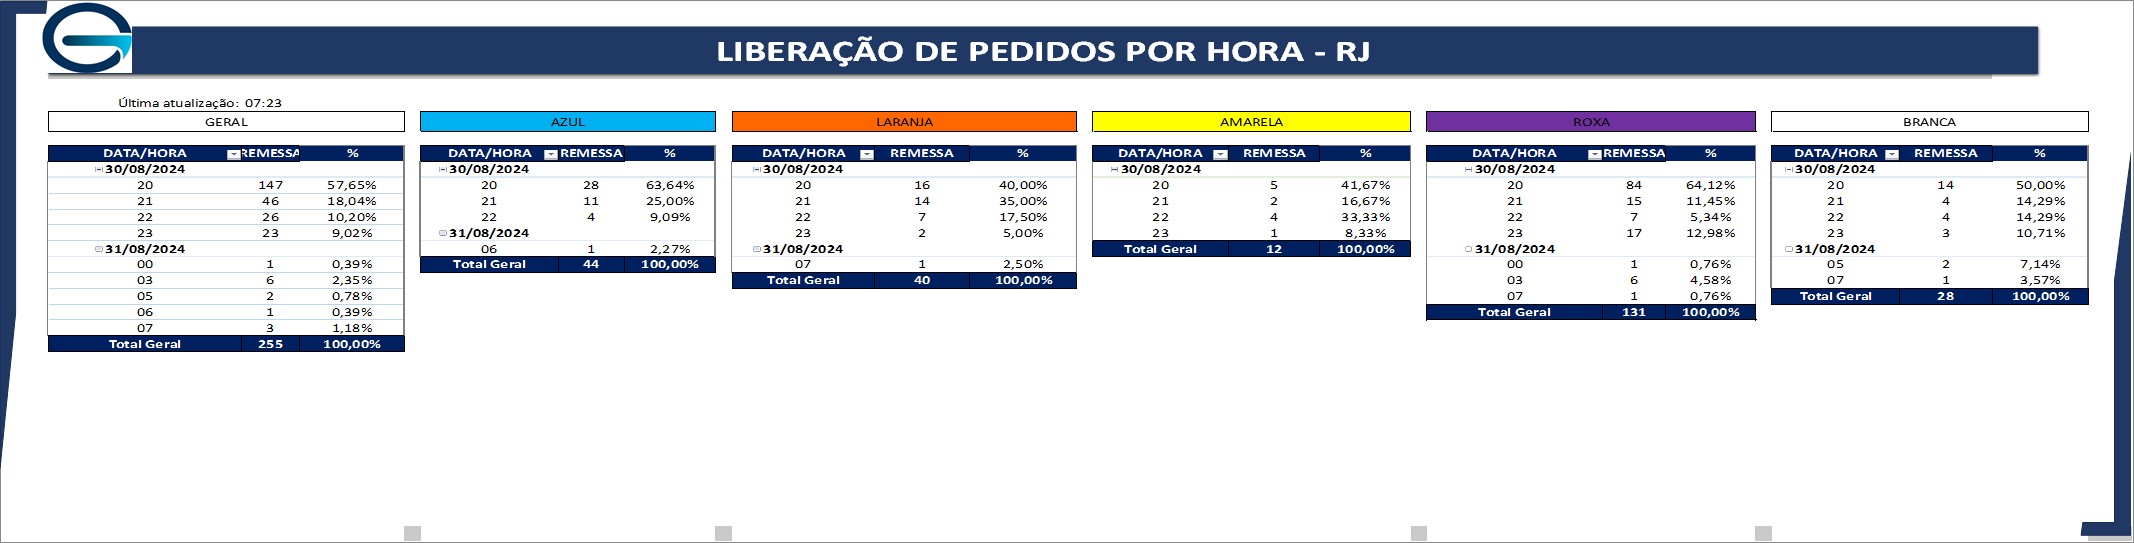 LIBERAÇÃO DE PEDIDOS POR HORA - RJ
Última atualização: 07:23
GERAL
DATA/HORA REMESSA %
30/08/2024
20 147 57,65%
21 46 18,04%
22 26 10,20%
23 23 9,02%
31/08/2024
00 1 0,39%
03 6 2,35%
05 2 0,78%
06 1 0,39%
07 3 1,18%
Total Geral 255 100,00%
AZUL
DATA/HORA REMESSA %
30/08/2024
20 28 63,64%
21 11 25,00%
22 4 9,09%
31/08/2024
06 1 2,27%
Total Geral 44 100,00%
LARANJA
DATA/HORA REMESSA %
30/08/2024
20 16 40,00%
21 14 35,00%
22 7 17,50%
23 2 5,00%
31/08/2024
07 1 2,50%
Total Geral 40 100,00%
AMARELA
DATA/HORA REMESSA %
30/08/2024
20 5 41,67%
21 2 16,67%
22 4 33,33%
23 1 8,33%
Total Geral 12 100,00%
ROXA
DATA/HORA REMESSA %
30/08/2024
20 84 64,12%
21 15 11,45%
22 7 5,34%
23 17 12,98%
31/08/2024
00 1 0,76%
03 6 4,58%
07 1 0,76%
Total Geral 131 100,00%
BRANCA
DATA/HORA REMESSA %
30/08/2024
20 14 50,00%
21 4 14,29%
22 4 14,29%
23 3 10,71%
31/08/2024
05 2 7,14%
07 1 3,57%
Total Geral 28 100,00%